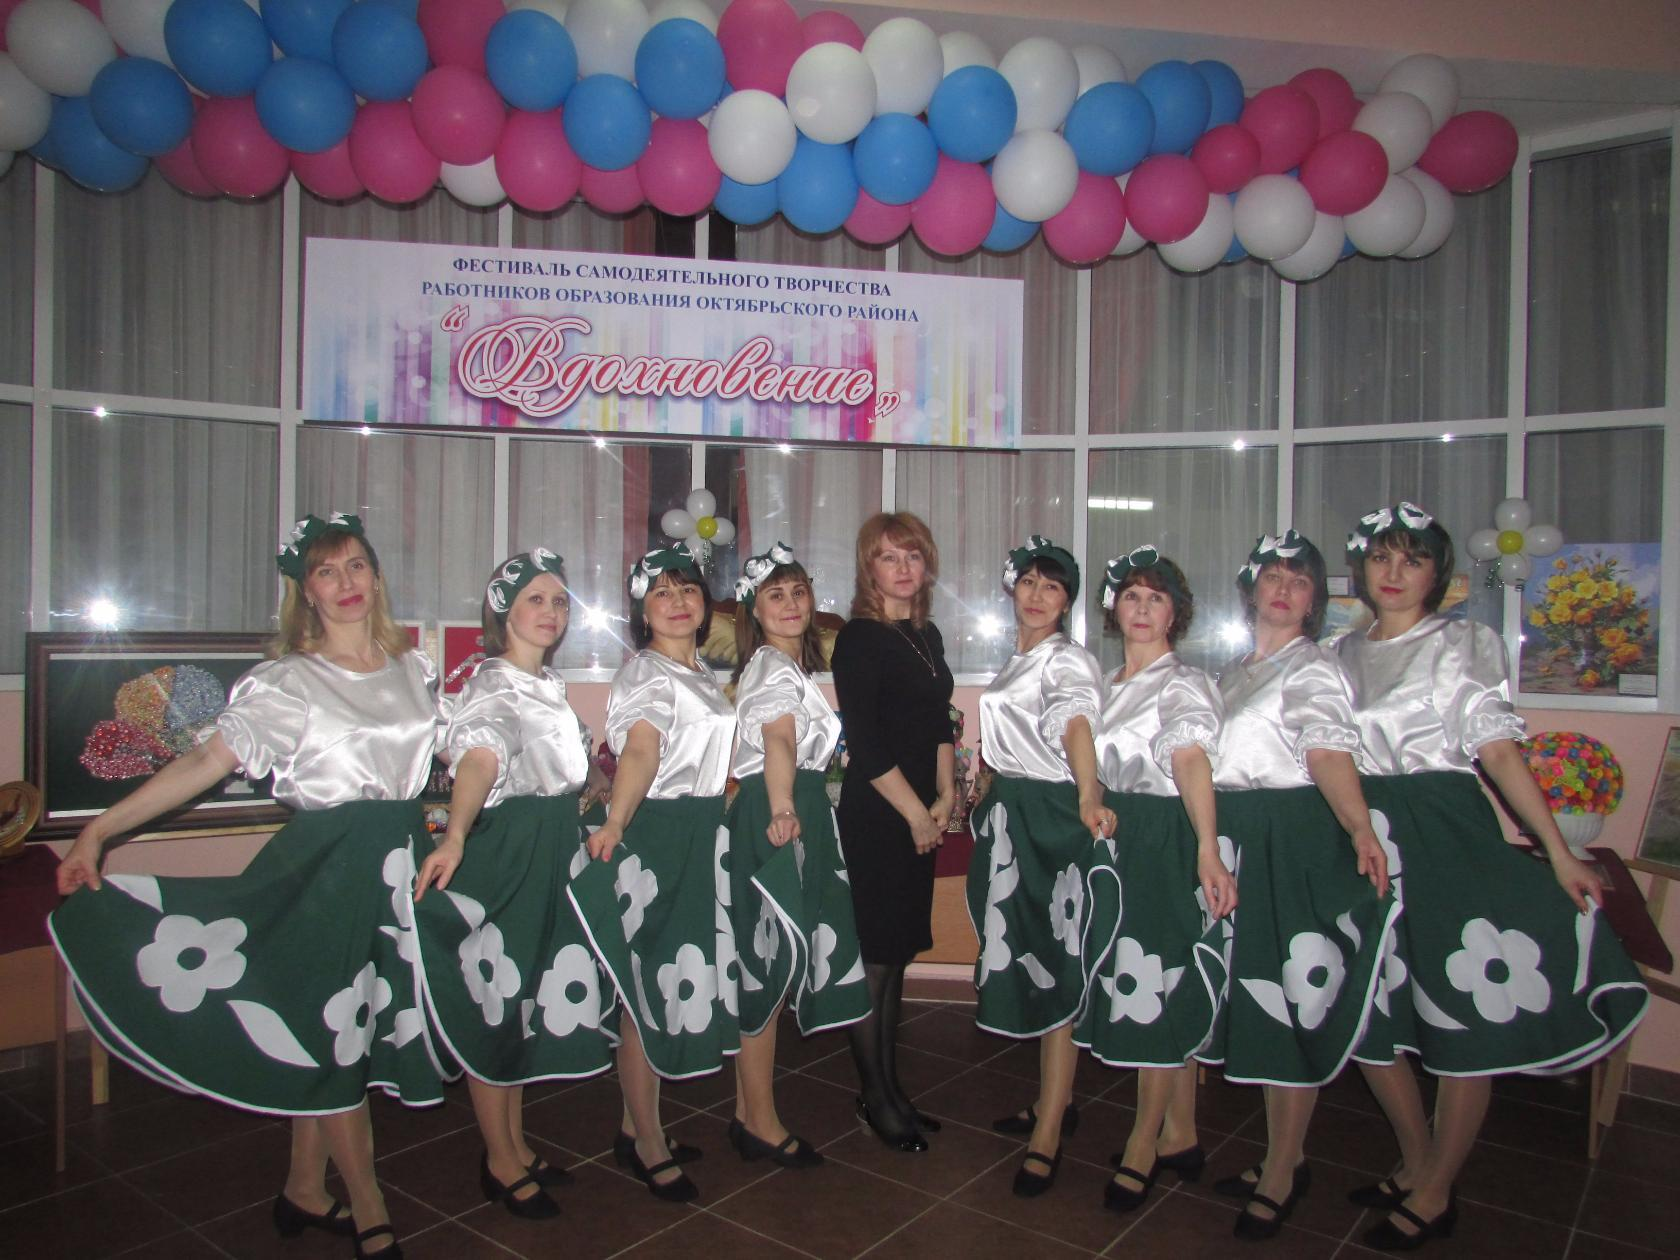 ФЕСТИВАЛЬ САМОДЕЯТЕЛЬНОГО ТВОРЧЕСТВА
РАБОТНИКОВ ОБРАЗОВАНИЯ ОКТЯБРЬСКОГО РАЙОНА
“Вдохновение”